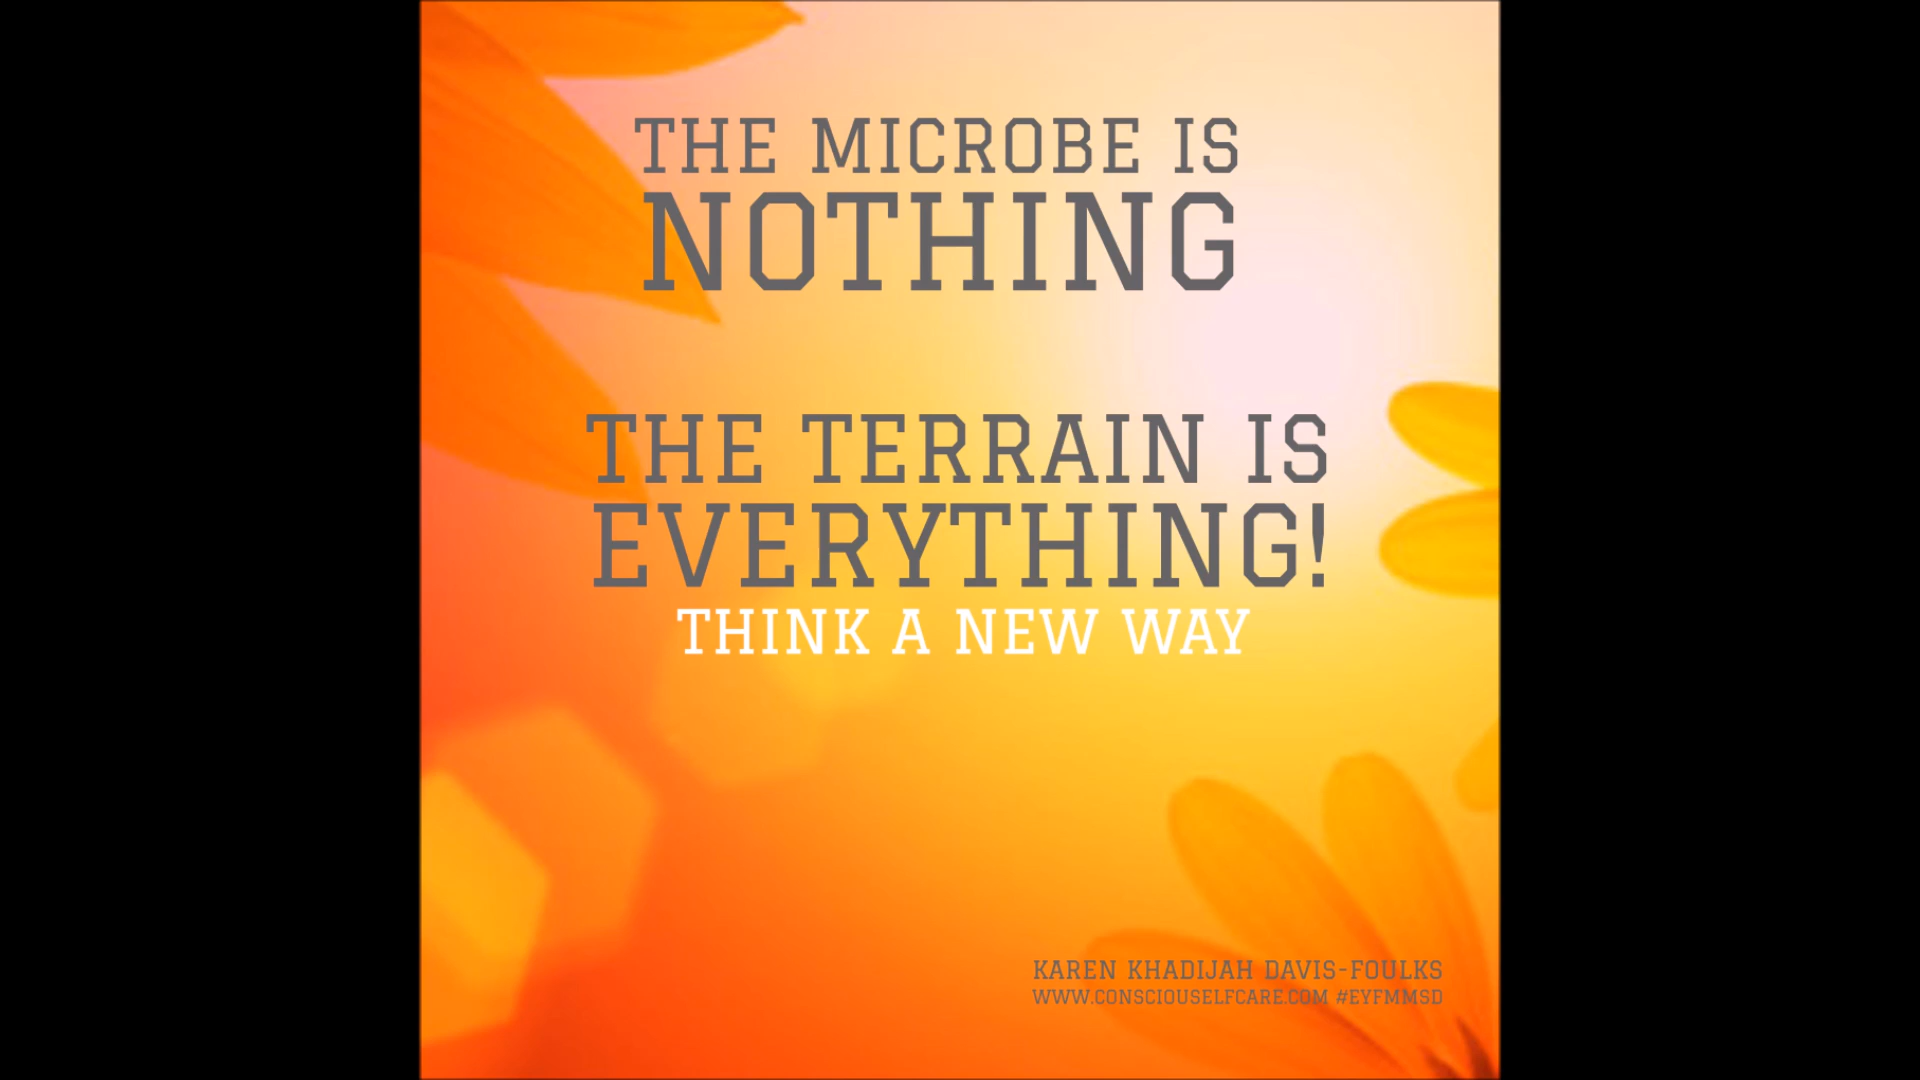 THE MICROBE IS
NOTHING
THE TERRAIN IS
EVERYTHING!
THINK A NEW WAY
KAREN KHADIJAH DAVIS-FOULKS
WWW.CONSCIOUSELFCARE.COM #EYFMMSD